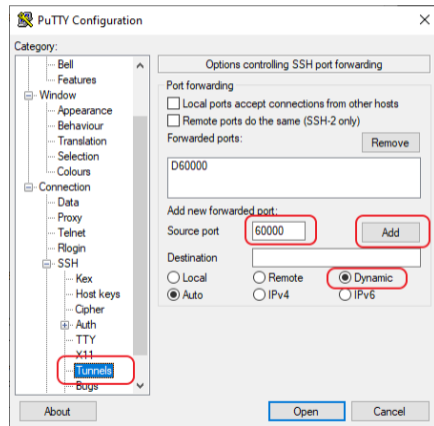 PuTTY Configuration
Category:
Bell
Features
Window
Appearance
Behaviour
Translation
Selection
Colours
Connection
Data
Proxy
Telnet
Rlogin
SSH
Kex
Host keys
Cipher
Auth
TTY
X11
Tunnels
Bugs
Options controlling SSH port forwarding
Port forwarding
Local ports accept connections from other hosts
Remote ports do the same (SSH-2 only)
Forwarded ports: Remove
D60000
Add new forwarded port:
Source port 60000 Add
Destination
Local Remote Dynamic
Auto IPv4 IPv6
About Open Cancel